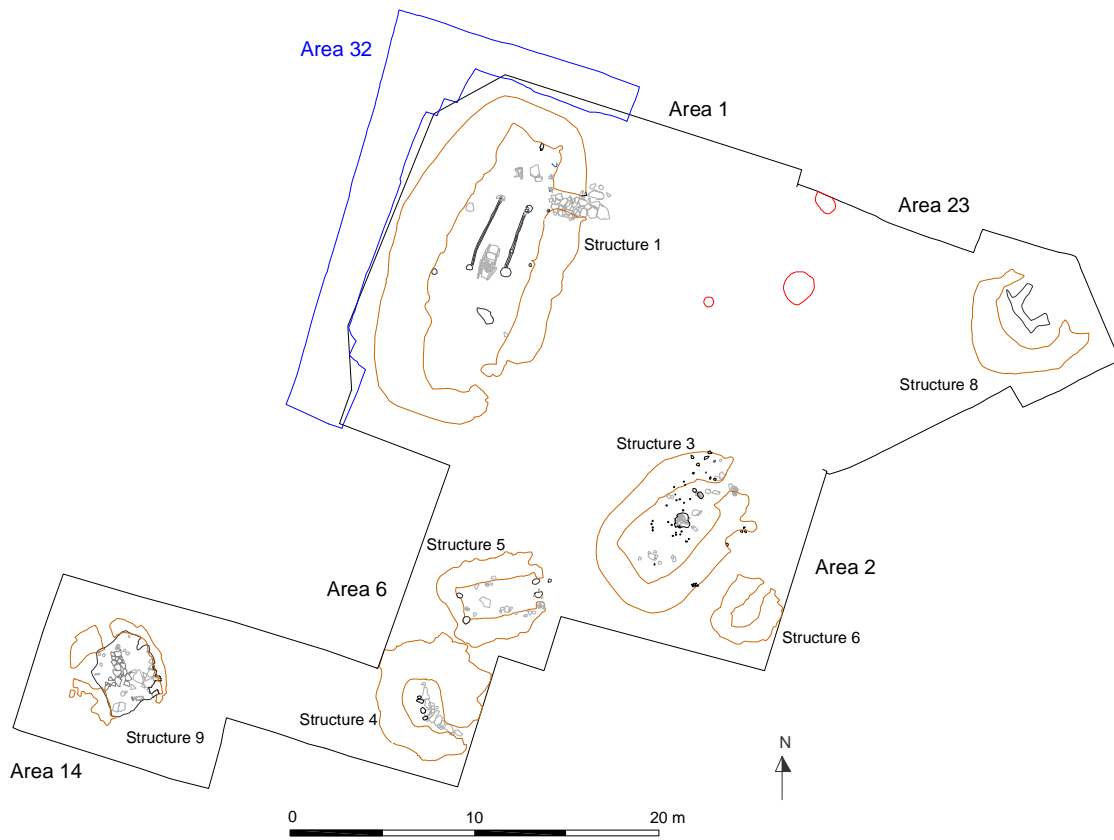 Area 32
Area 1
Area 23
Structure 1
Structure 8
Structure 3
Structure 5
Area 6
Area 2
Structure 6
Structure 4
Structure 9
Area 14
N
0 10 20 m